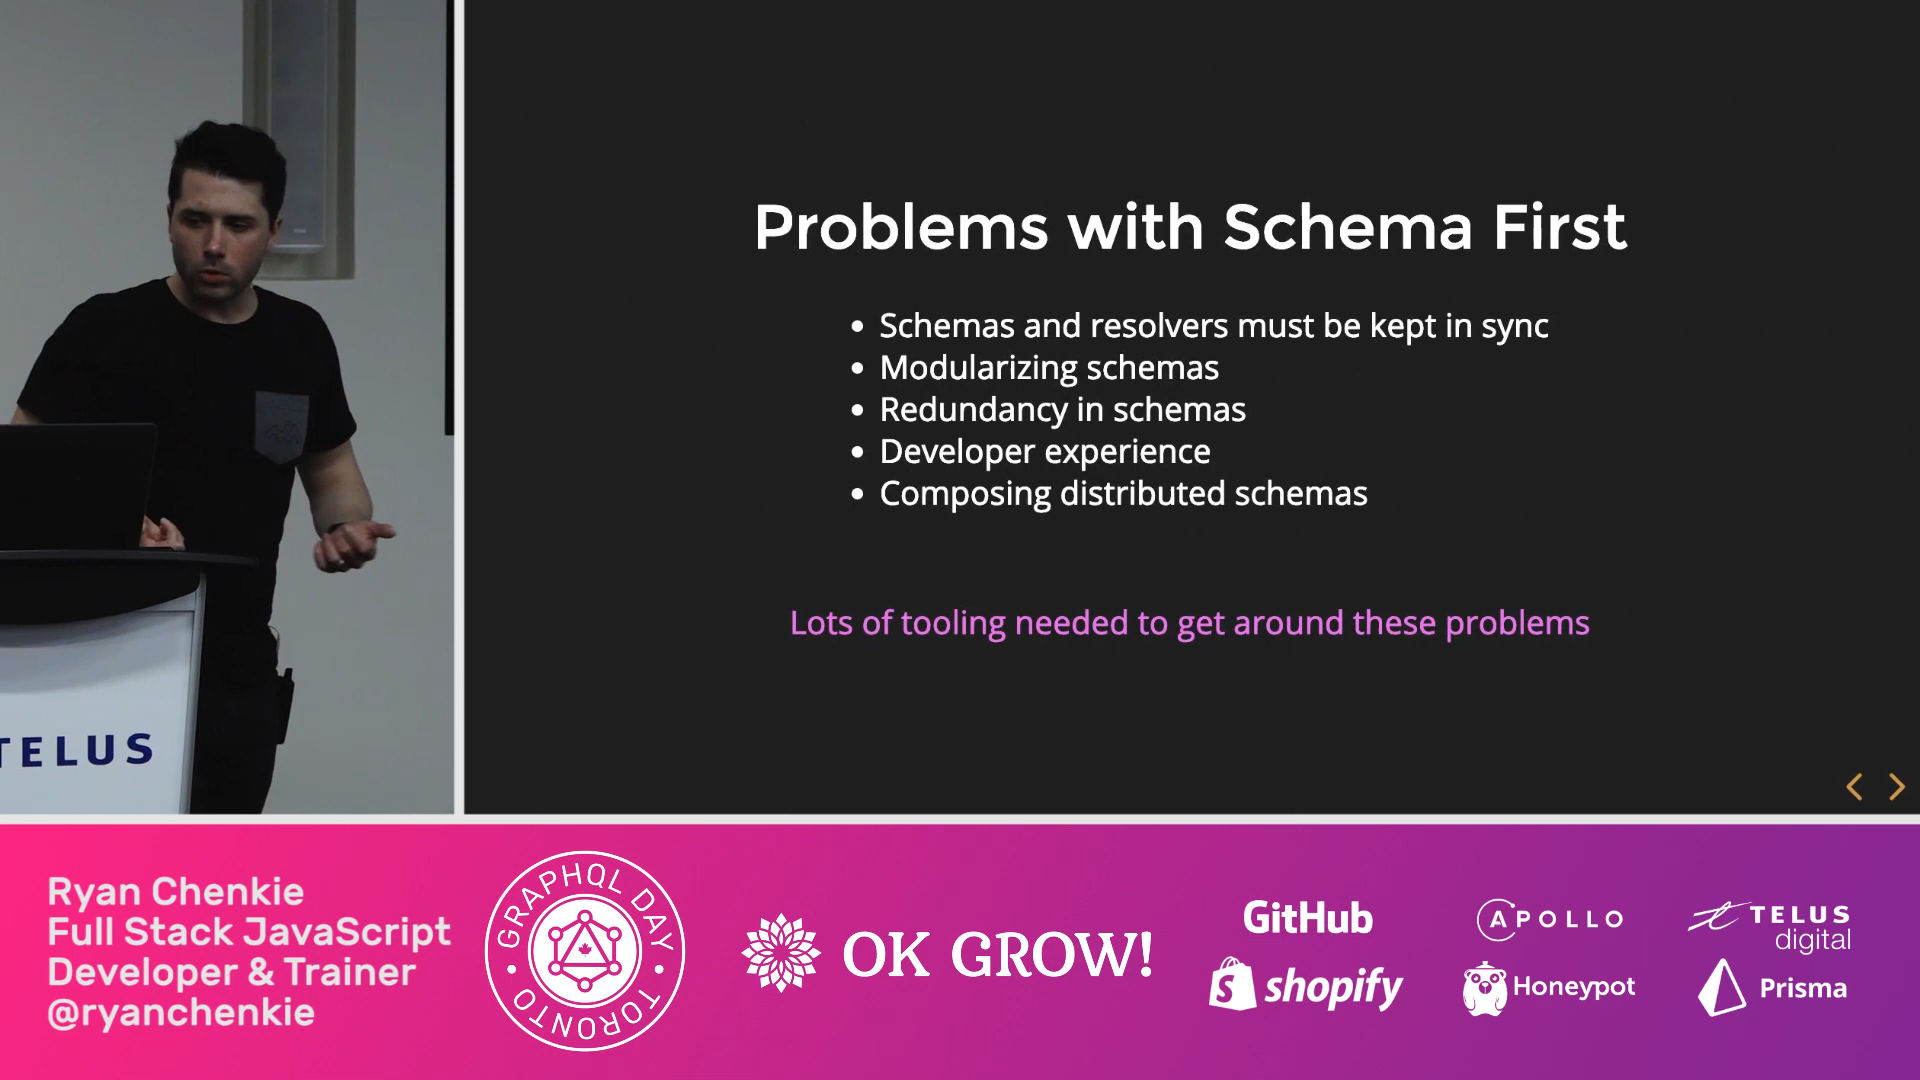 Problems with Schema First
Schemas and resolvers must be kept in sync
Modularizing schemas
Redundancy in schemas
Developer experience
Composing distributed schemas
Lots of tooling needed to get around these problems
TELUS
Ryan Chenkie
Full Stack JavaScript
Developer & Trainer
@ryanchenkie
GRAPHQL DAY
TORONTO
OK GROW!
GitHub
APOLLO
TELUS
digital
shopify
Honeypot
Prisma